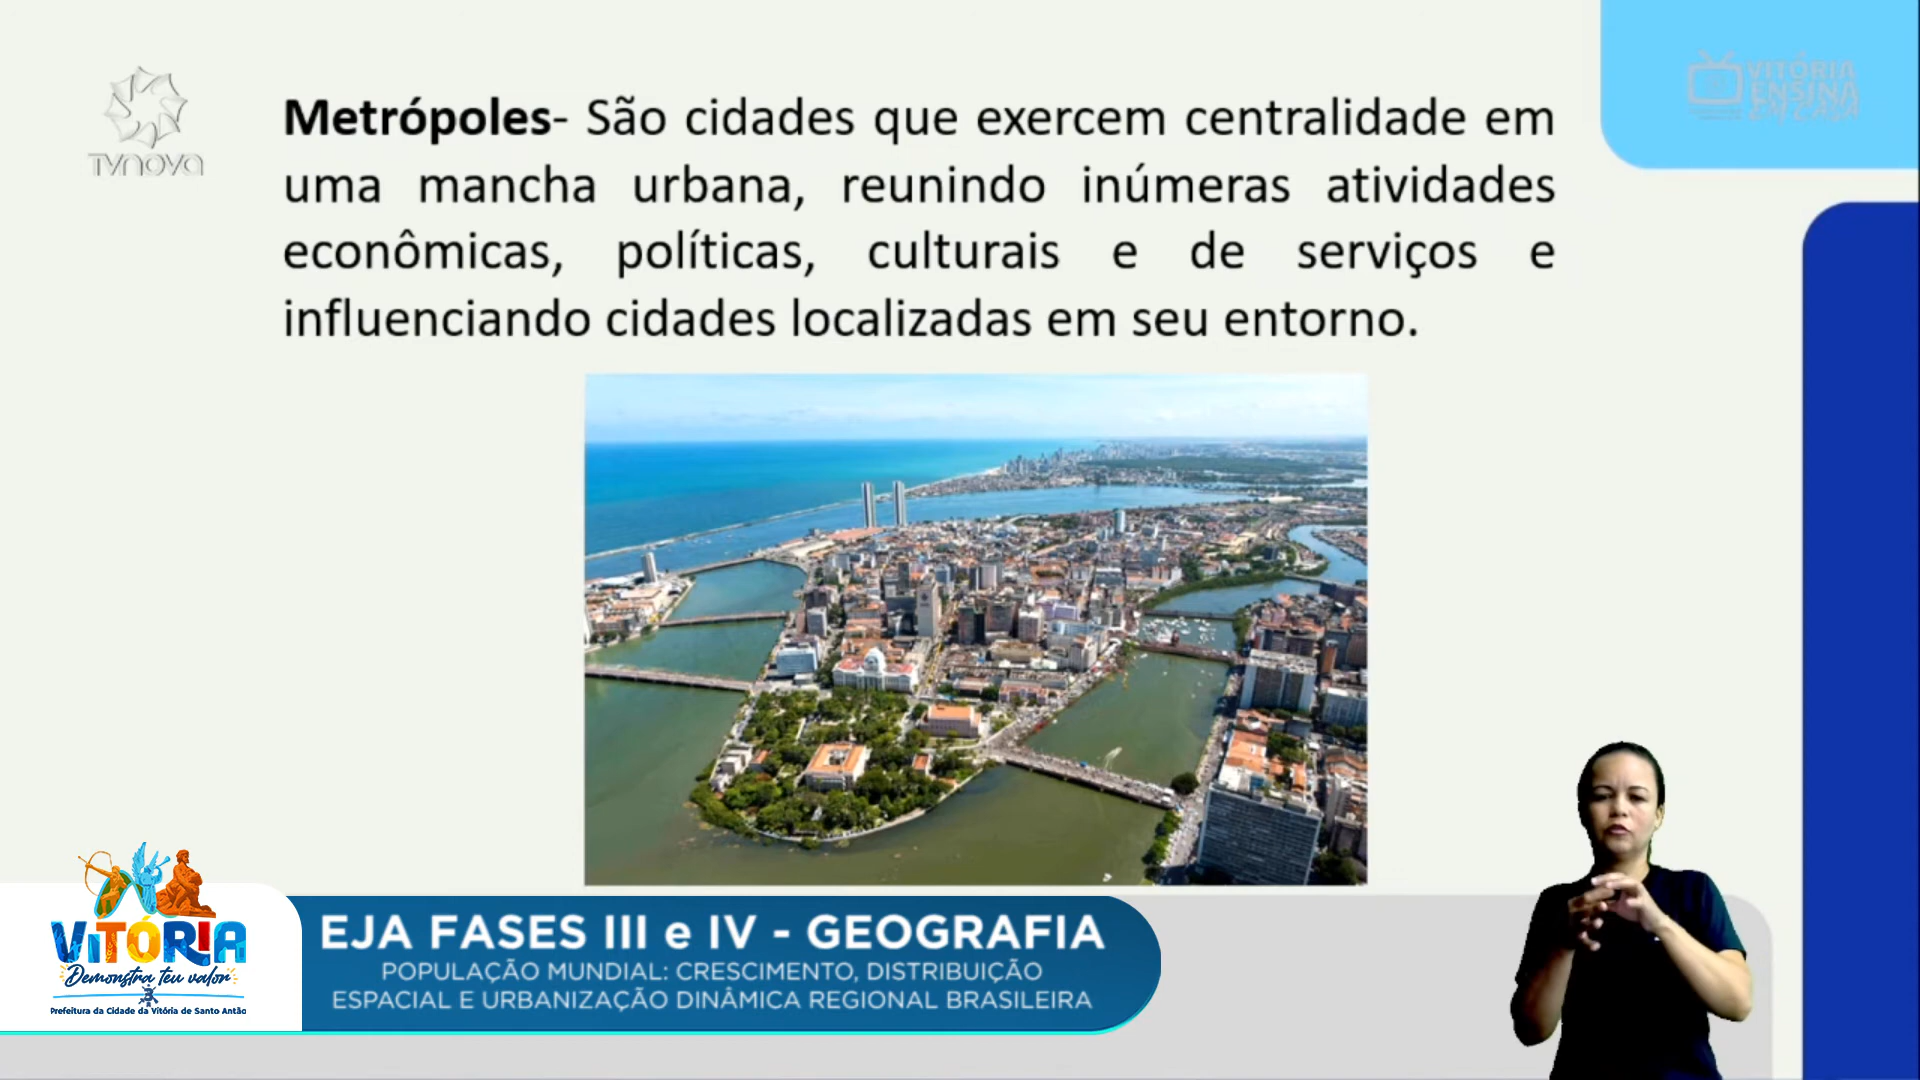 TVNOVA
VITÓRIA
ENSINA
EM CASA
Metrópoles- São cidades que exercem centralidade em
uma mancha urbana, reunindo inúmeras atividades
econômicas, políticas, culturais e de serviços e
influenciando cidades localizadas em seu entorno.
VITÓRIA
Demonstra teu valor
Prefeitura da Cidade da Vitória de Santo Antão
EJA FASES III e IV - GEOGRAFIA
POPULAÇÃO MUNDIAL: CRESCIMENTO, DISTRIBUIÇÃO
ESPACIAL E URBANIZAÇÃO DINÂMICA REGIONAL BRASILEIRA